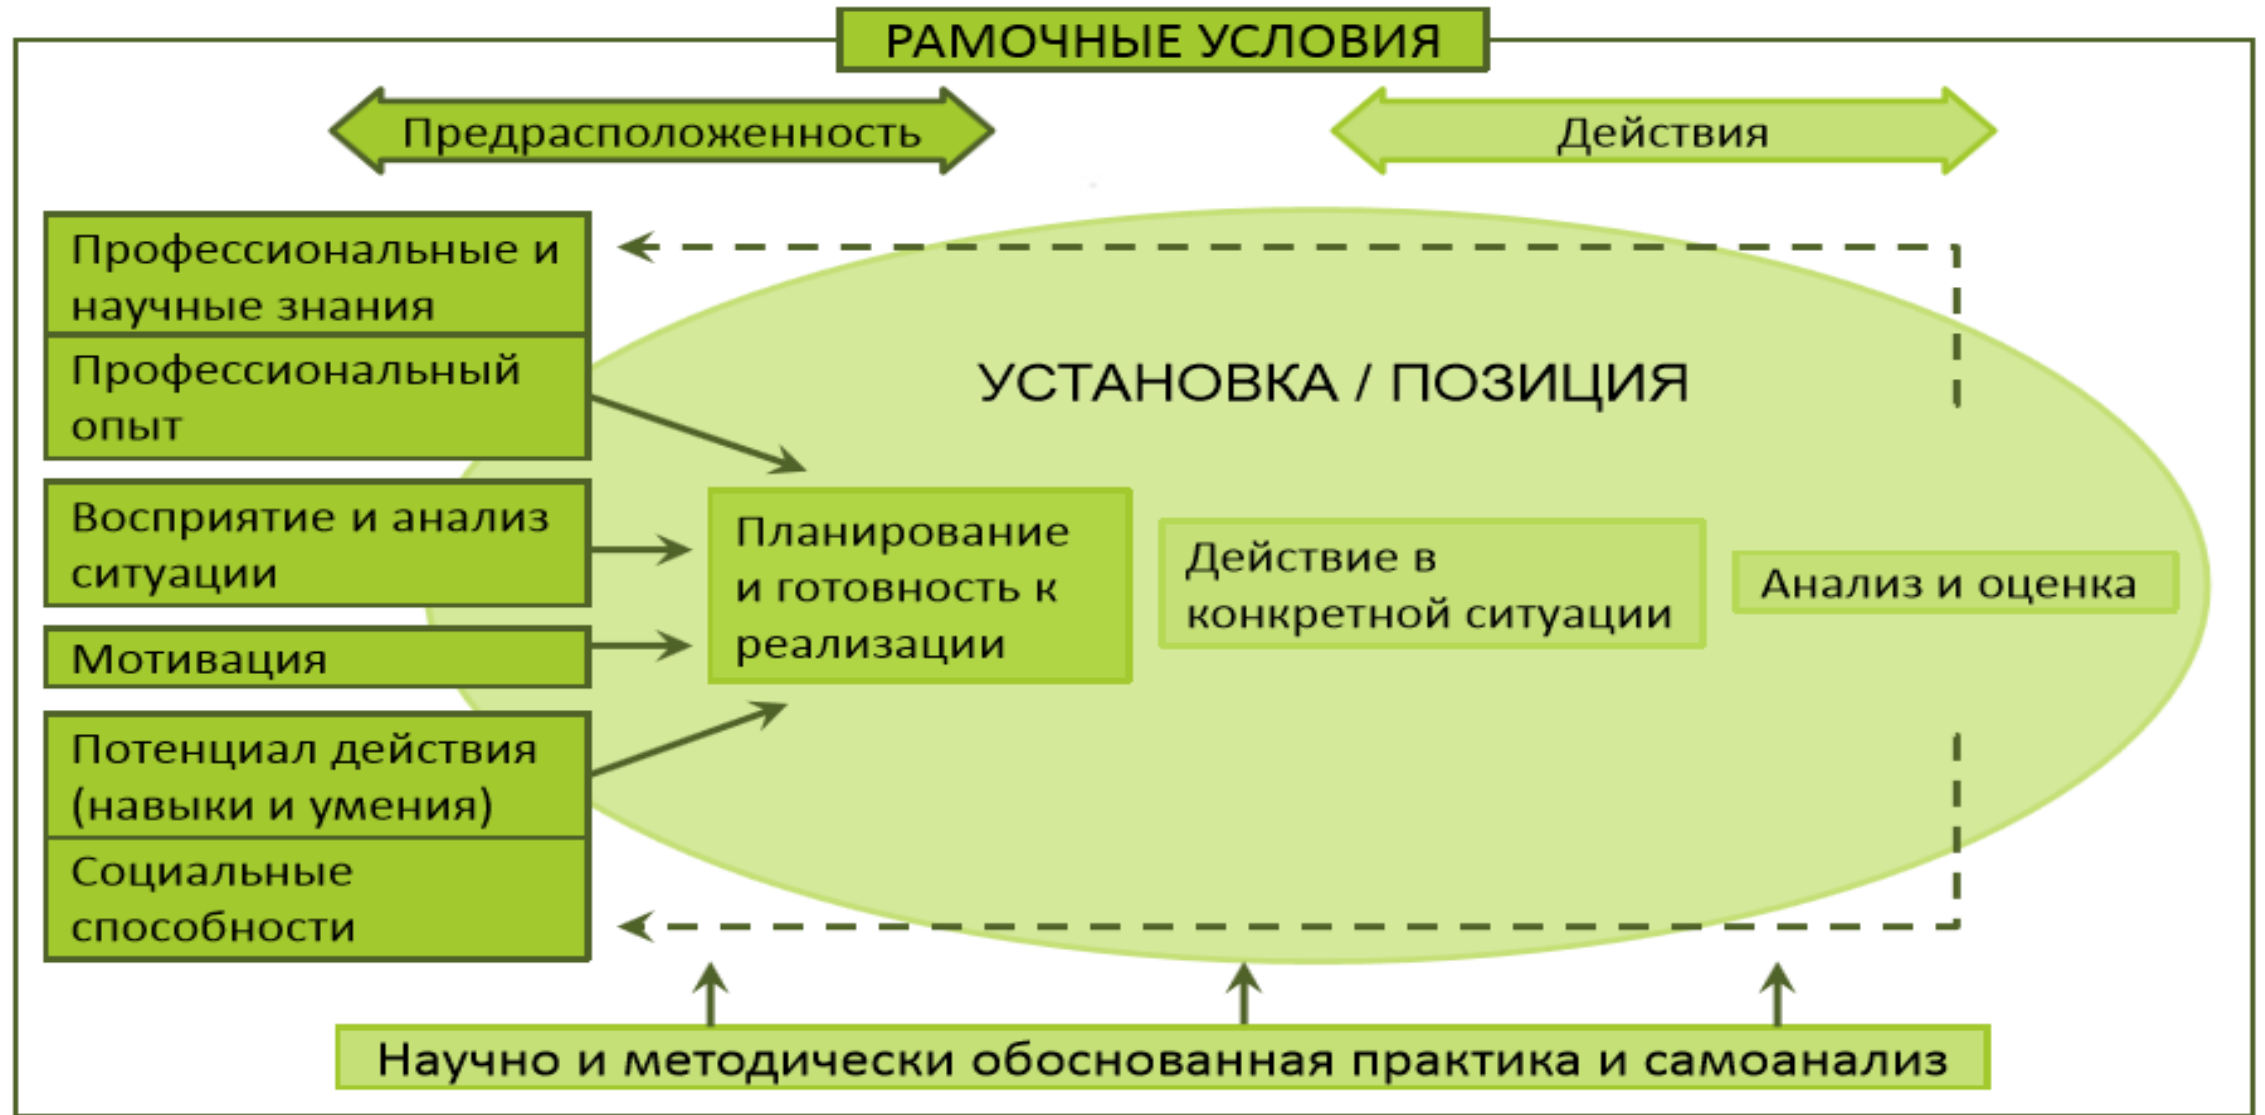 РАМОЧНЫЕ УСЛОВИЯ
Предрасположенность
Действия
Профессиональные и
научные знания
Профессиональный
опыт
Восприятие и анализ
ситуации
Мотивация
Потенциал действия
(навыки и умения)
Социальные
способности
УСТАНОВКА / ПОЗИЦИЯ
Планирование
и готовность к
реализации
Действие в
конкретной ситуации
Анализ и оценка
Научно и методически обоснованная практика и самоанализ